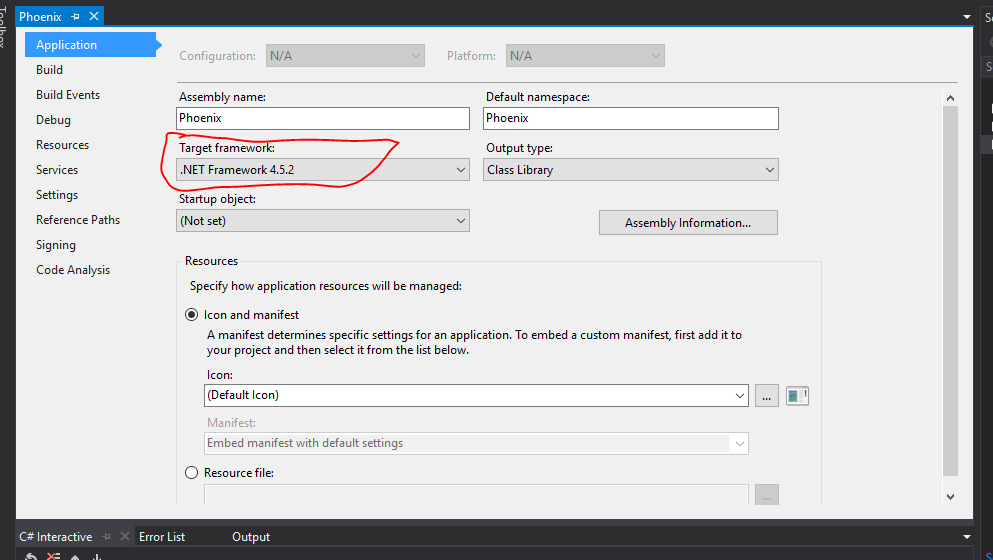 Toolbox
Phoenix
Application
Build
Build Events
Debug
Resources
Services
Settings
Reference Paths
Signing
Code Analysis
Configuration: N/A Platform: N/A
Assembly name: Default namespace:
Phoenix Phoenix
Target framework: Output type:
.NET Framework 4.5.2 Class Library
Startup object:
(Not set) Assembly Information...
Resources
Specify how application resources will be managed:
Icon and manifest
A manifest determines specific settings for an application. To embed a custom manifest, first add it to
your project and then select it from the list below.
Icon:
(Default Icon) ...
Manifest:
Embed manifest with default settings
Resource file:
...
C# Interactive Error List Output